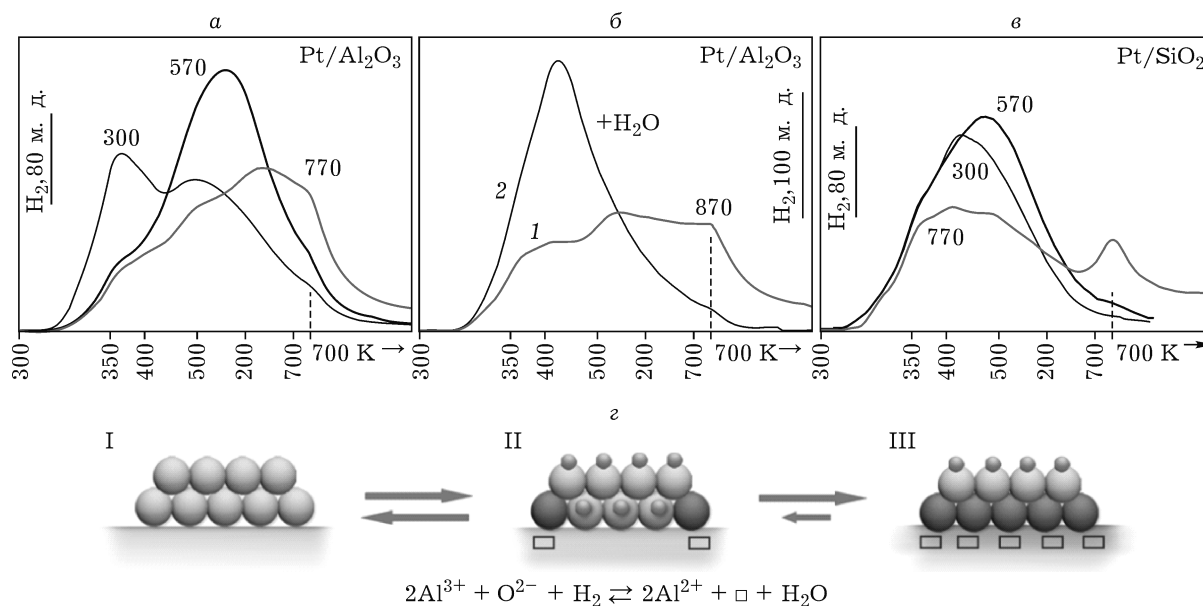 а
Pt/Al₂O₃
H₂, 80 м. д.
300
570
770
300
350
400
500
200
700
700 K →
б
Pt/Al₂O₃
H₂, 100 м. д.
+H₂O
2
1
870
300
350
400
500
200
700
700 K →
в
Pt/SiO₂
H₂, 80 м. д.
570
300
770
300
350
400
500
200
700
700 K →
г
I
II
III
2Al³⁺ + O²⁻ + H₂ ⇄ 2Al²⁺ + □ + H₂O